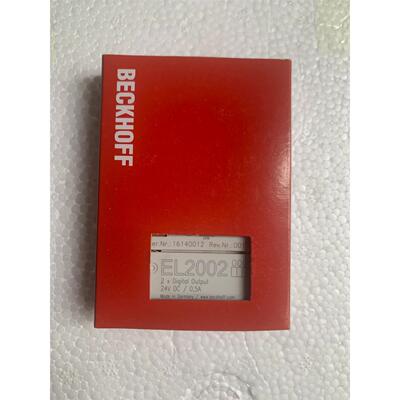 BECKHOFF
er.Nr.:16140012 Rev.Nr.:001
EL2002
2 x Digital Output
24V DC / 0,5A
Made in Germany / www.beckhoff.com